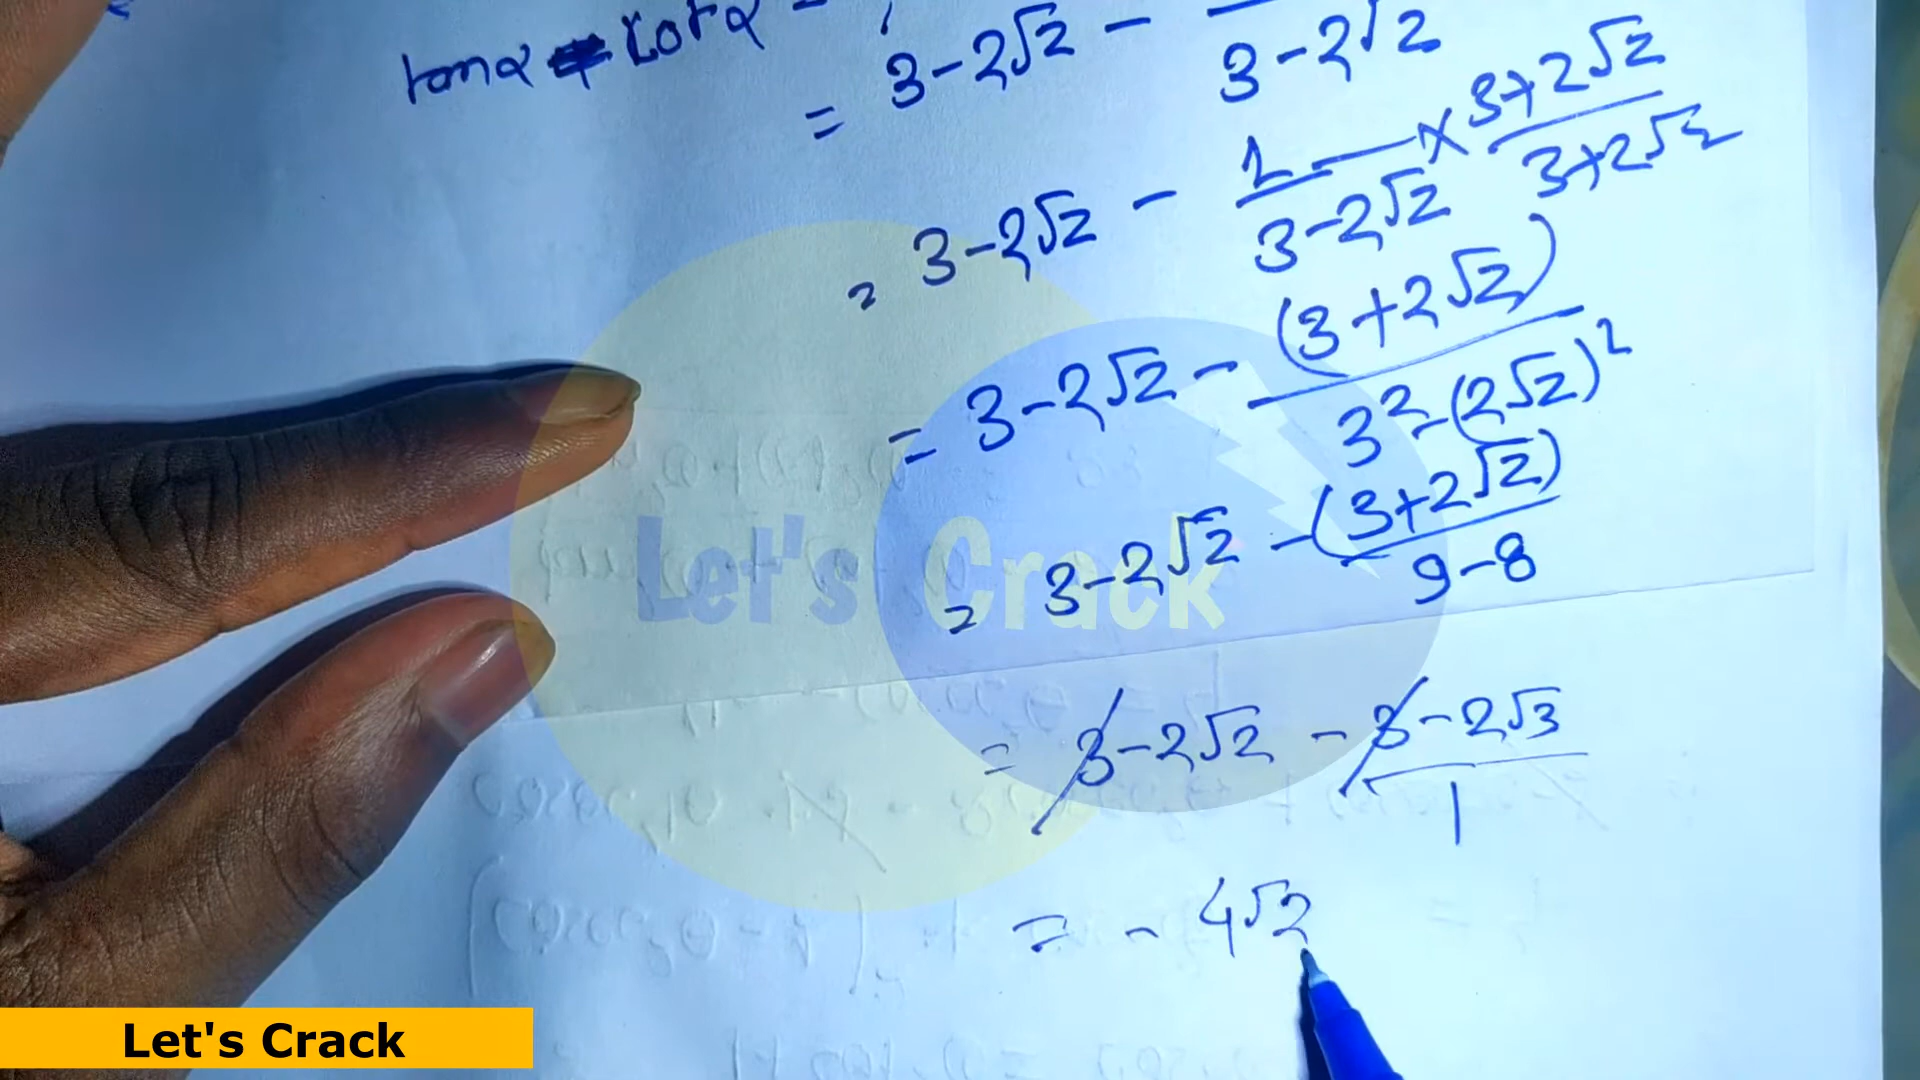 tanα - cotα = ?
= 3-2√2 - 3-2√2
= 3-2√2 - 1/(3-2√2) × (3+2√2)/(3+2√2)
= 3-2√2 - (3+2√2)/(3²-(2√2)²)
= 3-2√2 - (3+2√2)/(9-8)
= 3-2√2 - (3-2√3)/1
= -4√2
Let's Crack
Let's Crack